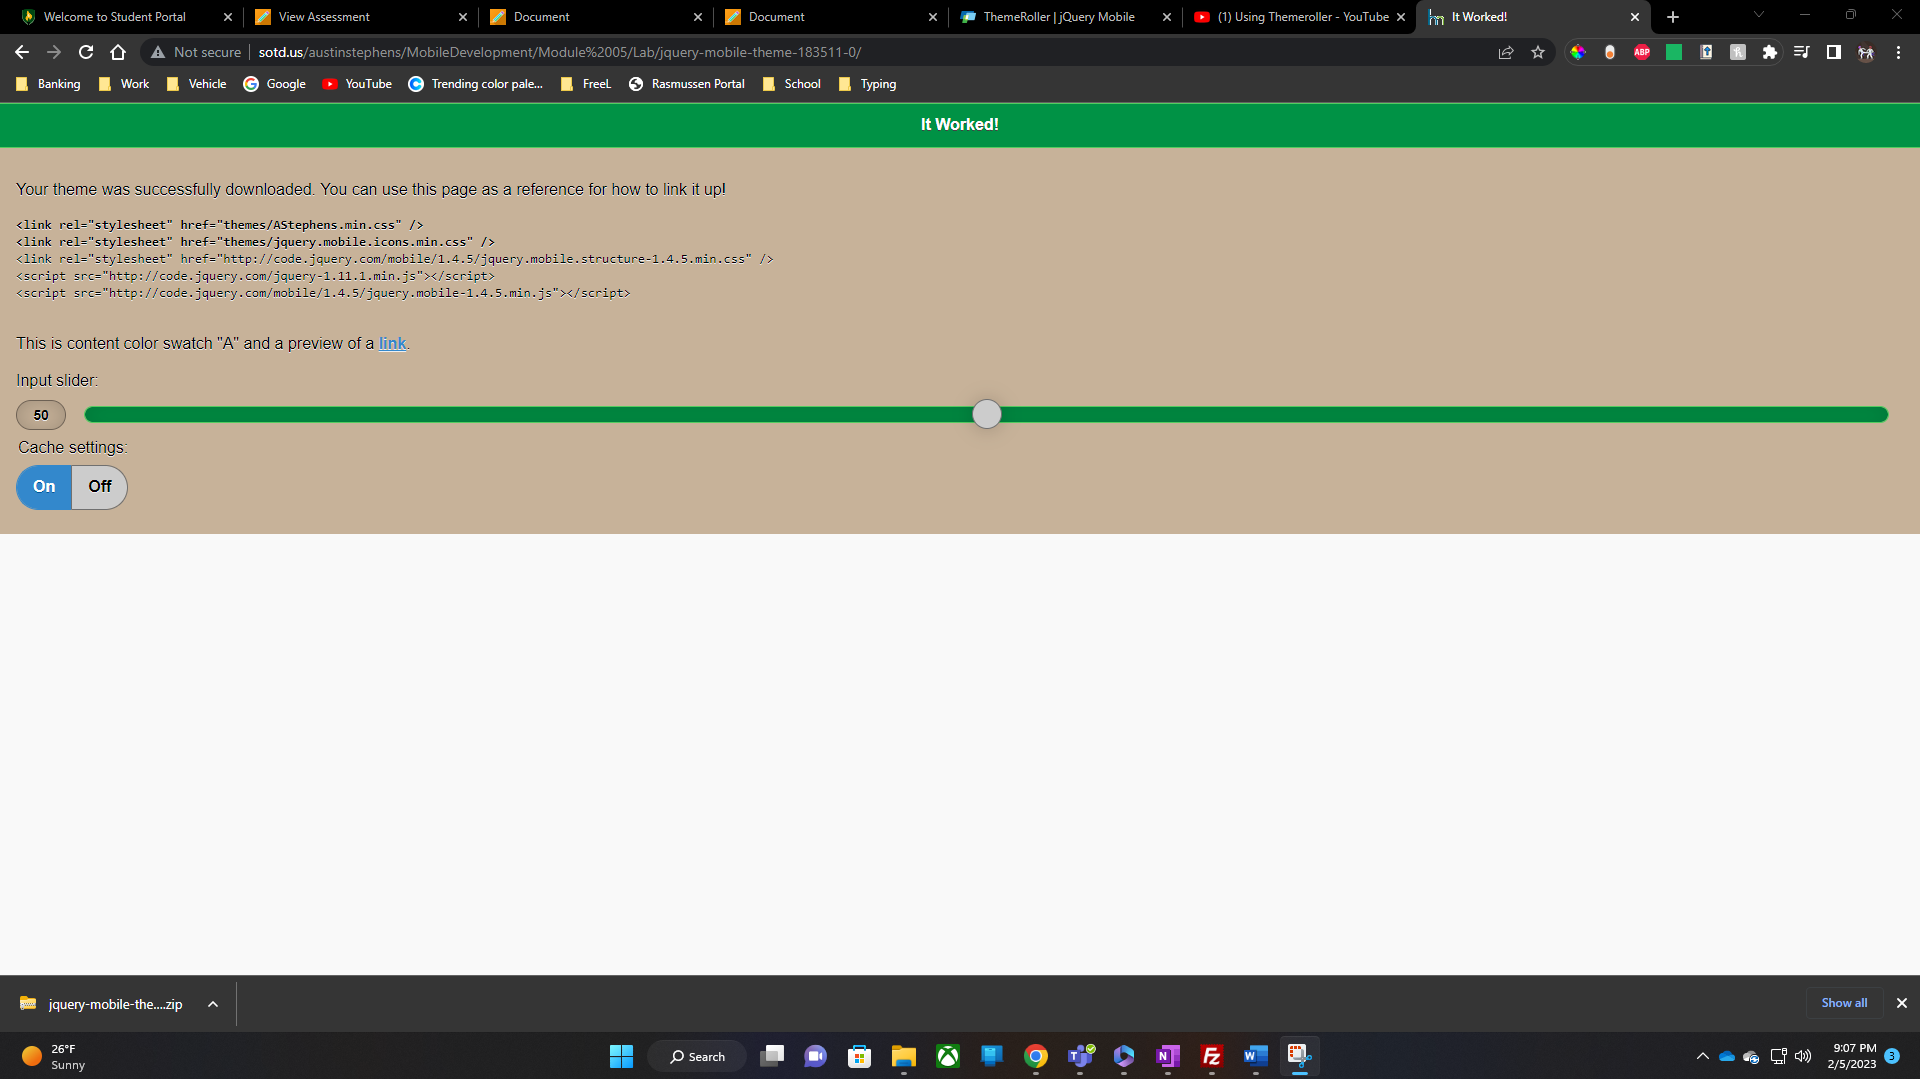 Welcome to Student Portal
View Assessment
Document
Document
ThemeRoller | jQuery Mobile
(1) Using Themeroller - YouTube
It Worked!
Not secure
sotd.us/austinstephens/MobileDevelopment/Module%2005/Lab/jquery-mobile-theme-183511-0/
ABP
Banking
Work
Vehicle
Google
YouTube
Trending color pale...
FreeL
Rasmussen Portal
School
Typing
It Worked!
Your theme was successfully downloaded. You can use this page as a reference for how to link it up!
<link rel="stylesheet" href="themes/AStephens.min.css" />
<link rel="stylesheet" href="themes/jquery.mobile.icons.min.css" />
<link rel="stylesheet" href="http://code.jquery.com/mobile/1.4.5/jquery.mobile.structure-1.4.5.min.css" />
<script src="http://code.jquery.com/jquery-1.11.1.min.js"></script>
<script src="http://code.jquery.com/mobile/1.4.5/jquery.mobile-1.4.5.min.js"></script>
This is content color swatch "A" and a preview of a link.
Input slider:
50
Cache settings:
On Off
jquery-mobile-the....zip
Show all
26°F
Sunny
Search
9:07 PM
2/5/2023
3